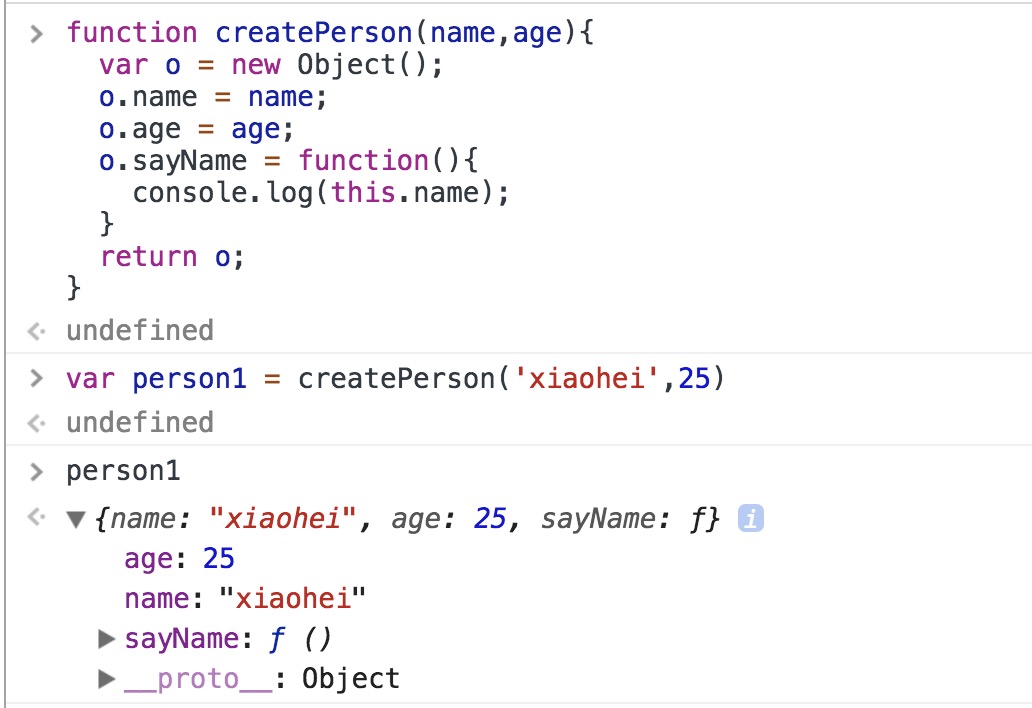 function createPerson(name,age){
  var o = new Object();
  o.name = name;
  o.age = age;
  o.sayName = function(){
    console.log(this.name);
  }
  return o;
}
undefined
var person1 = createPerson('xiaohei',25)
undefined
person1
{name: "xiaohei", age: 25, sayName: ƒ} i
age: 25
name: "xiaohei"
sayName: ƒ ()
__proto__: Object